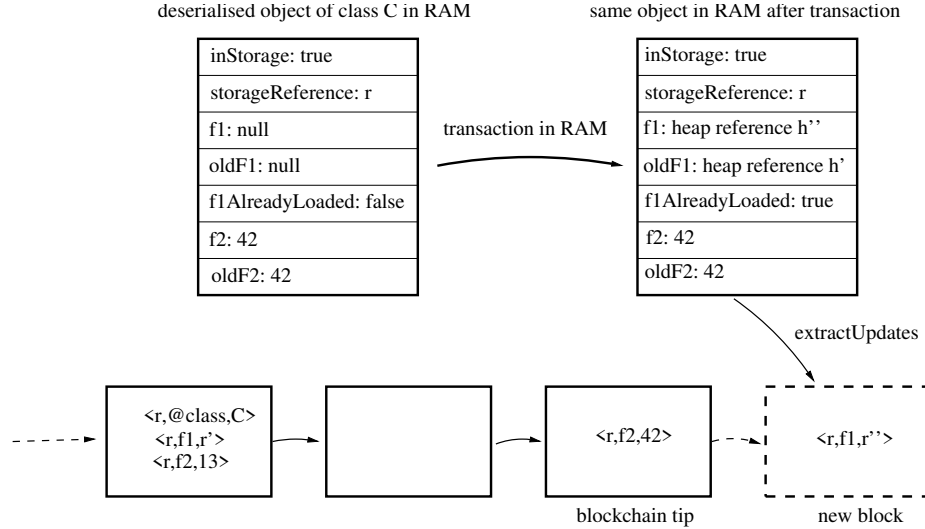 deserialised object of class C in RAM
same object in RAM after transaction
inStorage: true
storageReference: r
f1: null
oldF1: null
f1AlreadyLoaded: false
f2: 42
oldF2: 42
transaction in RAM
inStorage: true
storageReference: r
f1: heap reference h''
oldF1: heap reference h'
f1AlreadyLoaded: true
f2: 42
oldF2: 42
extractUpdates
<r,@class,C>
<r,f1,r'>
<r,f2,13>
<r,f2,42>
<r,f1,r''>
blockchain tip
new block